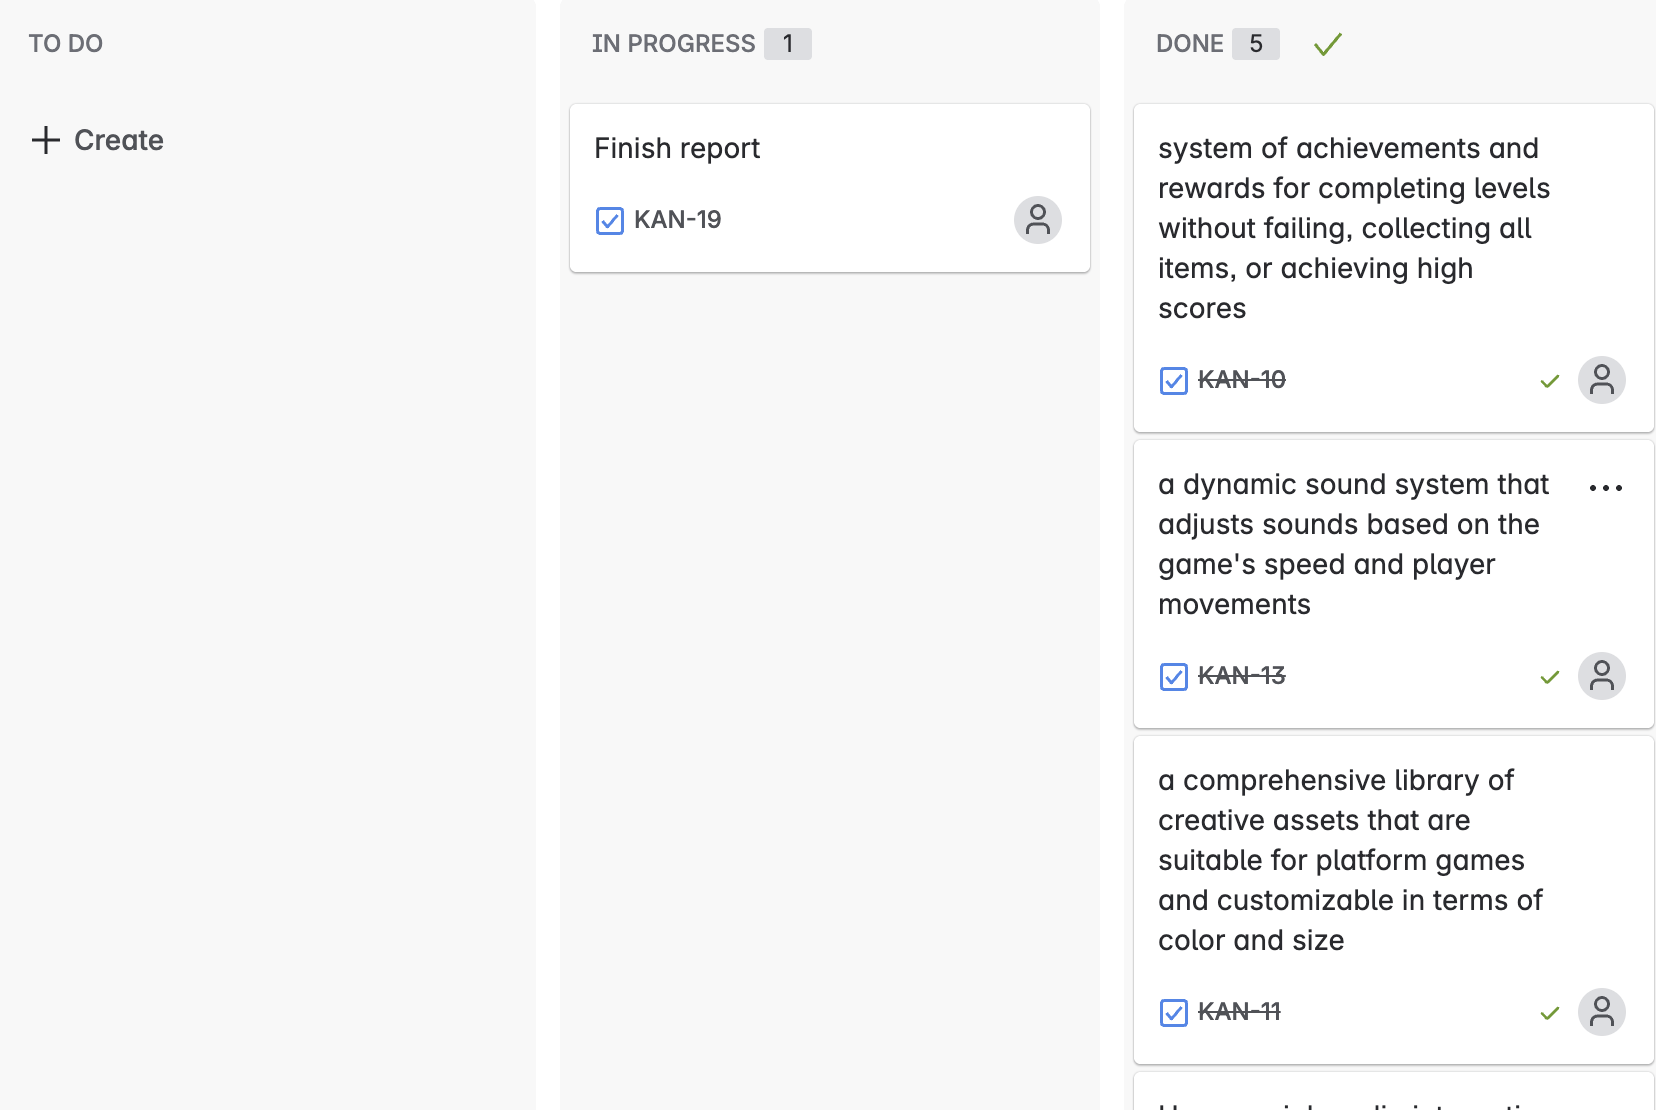 TO DO
+ Create
IN PROGRESS 1
Finish report
KAN-19
DONE 5
system of achievements and
rewards for completing levels
without failing, collecting all
items, or achieving high
scores
KAN-10
a dynamic sound system that
adjusts sounds based on the
game's speed and player
movements
KAN-13
a comprehensive library of
creative assets that are
suitable for platform games
and customizable in terms of
color and size
KAN-11